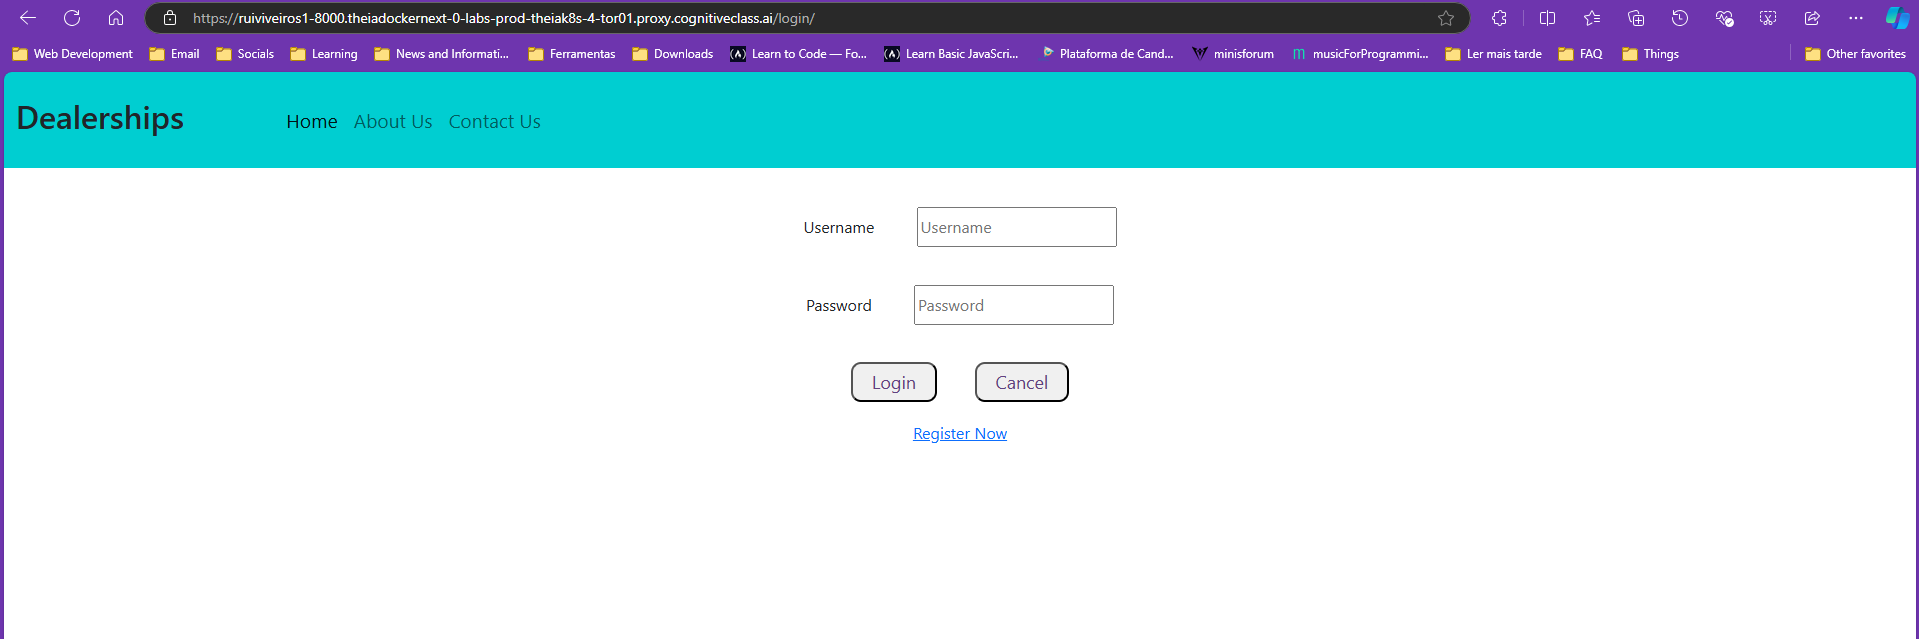 https://ruiviveiros1-8000.theiadockernext-0-labs-prod-theiak8s-4-tor01.proxy.cognitiveclass.ai/login/
Web Development Email Socials Learning News and Informati... Ferramentas Downloads Learn to Code — Fo... Learn Basic JavaScri... Plataforma de Cand... minisforum musicForProgrammi... Ler mais tarde FAQ Things Other favorites
Dealerships Home About Us Contact Us
Username Username
Password Password
Login Cancel
Register Now